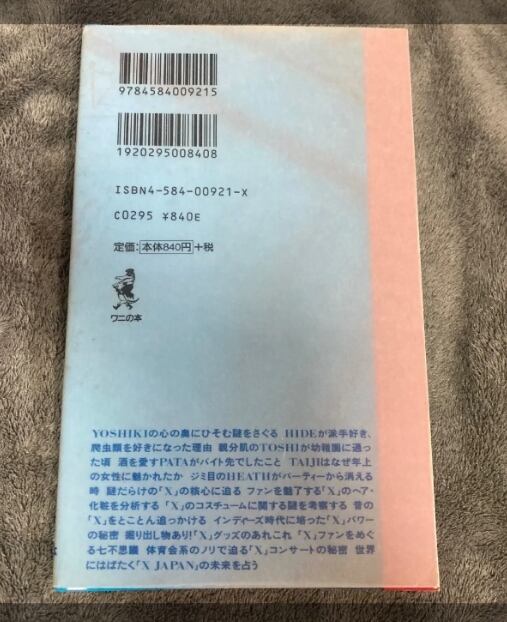 9784584009215
1920295008408
ISBN4-584-00921-X
C0295 ¥840E
定価：本体840円＋税
ワニの本
YOSHIKIの心の奥にひそむ謎をさぐる HIDEが派手好き、
爬虫類を好きになった理由 親分肌のTOSHIが幼稚園に通っ
た頃 酒を愛すPATAがバイト先でしたこと TAIJIはなぜ年上
の女性に魅かれたか ジミ目のHEATHがパーティーから消える
時 謎だらけの「X」の核心に迫る ファンを魅了する「X」のヘア・
化粧を分析する 「X」のコスチュームに関する謎を考察する 昔の
「X」をとことん追っかける インディーズ時代に培った「X」パワー
の秘密 掘り出し物あり!「X」グッズのあれこれ 「X」ファンをめぐ
る七不思議 体育会系のノリで迫る「X」コンサートの秘密 世界
にはばたく「X JAPAN」の未来を占う